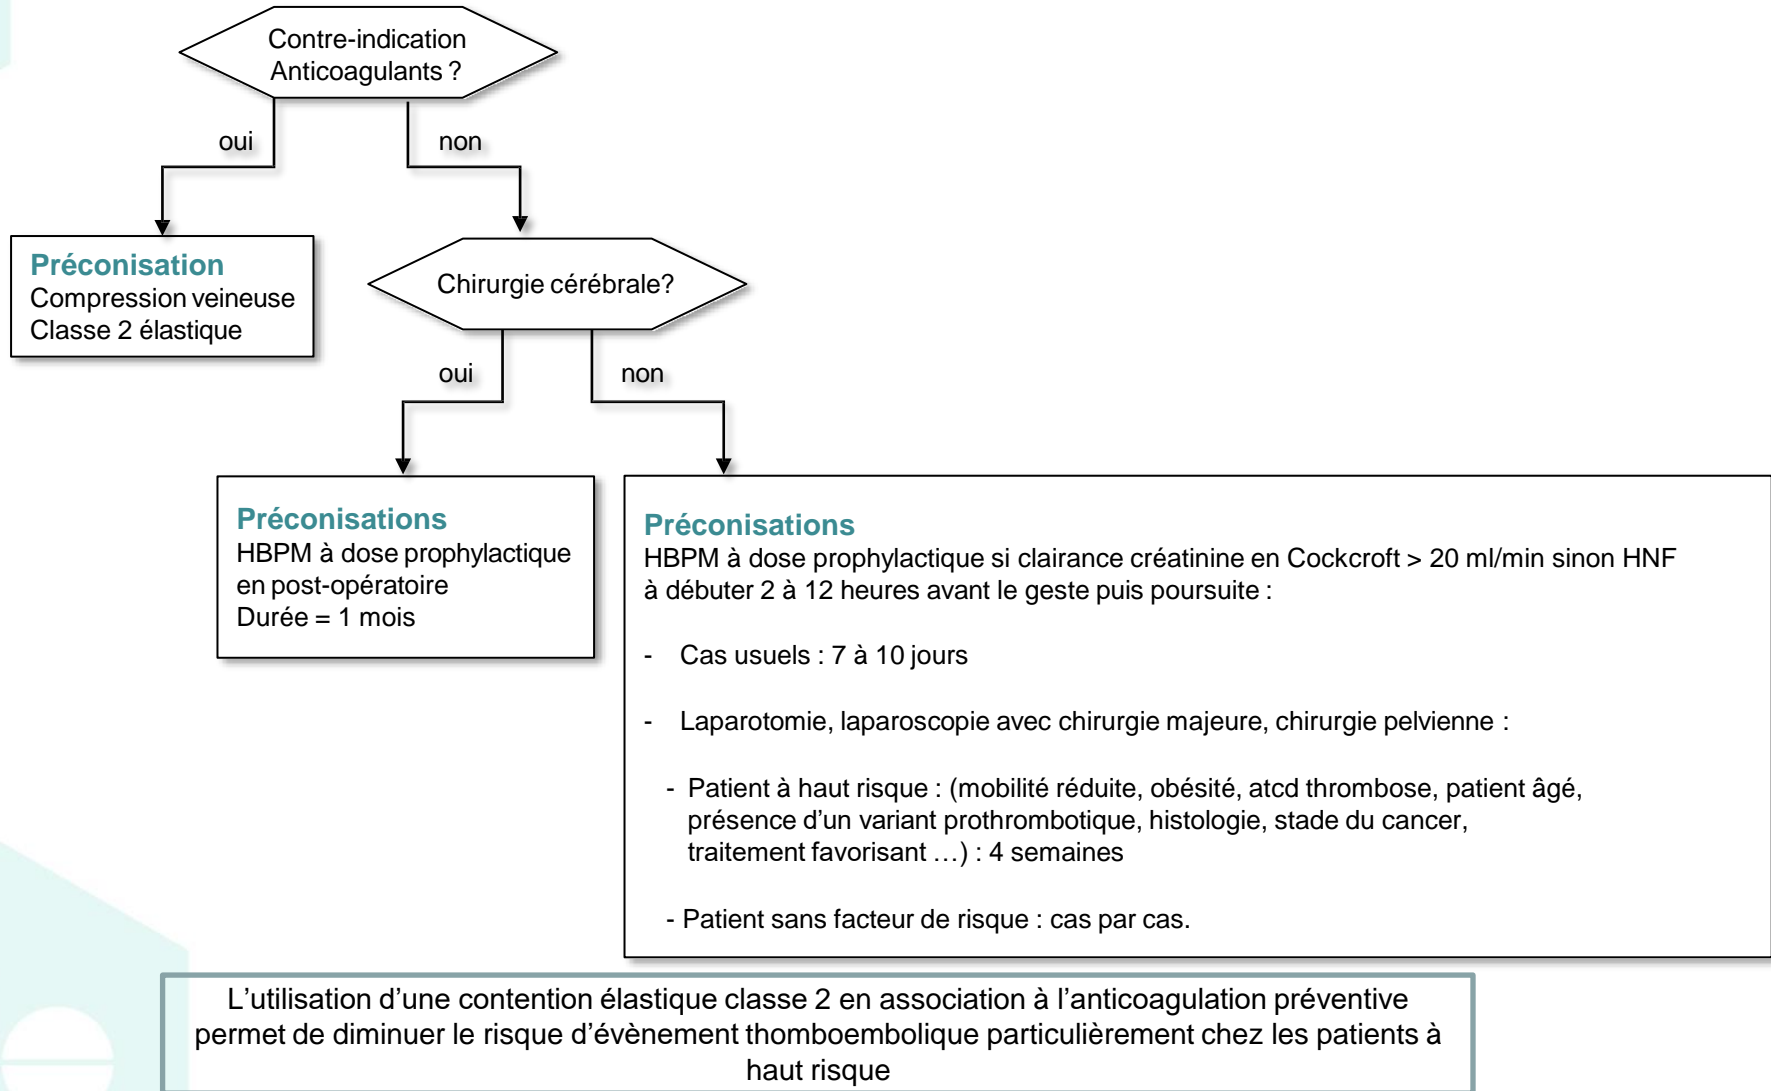 Contre-indication
Anticoagulants ?
oui
non
Préconisation
Compression veineuse
Classe 2 élastique
Chirurgie cérébrale?
oui
non
Préconisations
HBPM à dose prophylactique
en post-opératoire
Durée = 1 mois
Préconisations
HBPM à dose prophylactique si clairance créatinine en Cockcroft > 20 ml/min sinon HNF
à débuter 2 à 12 heures avant le geste puis poursuite :
- Cas usuels : 7 à 10 jours
- Laparotomie, laparoscopie avec chirurgie majeure, chirurgie pelvienne :
- Patient à haut risque : (mobilité réduite, obésité, atcd thrombose, patient âgé,
présence d’un variant prothrombotique, histologie, stade du cancer,
traitement favorisant …) : 4 semaines
- Patient sans facteur de risque : cas par cas.
L’utilisation d’une contention élastique classe 2 en association à l’anticoagulation préventive
permet de diminuer le risque d’évènement thomboembolique particulièrement chez les patients à
haut risque